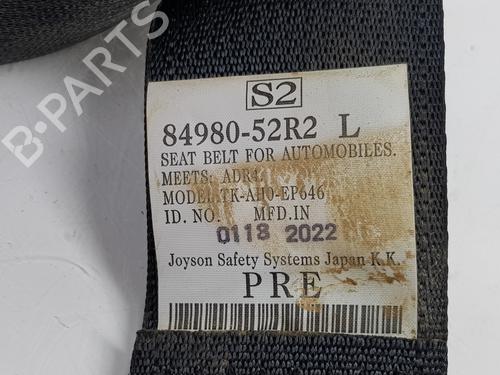 S2
84980-52R2 L
SEAT BELT FOR AUTOMOBILES.
MEETS: ADR4
MODEL:TK-AH0-EP646
ID. NO. MFD.IN
0118 2022
Joyson Safety Systems Japan K.K.
PRE